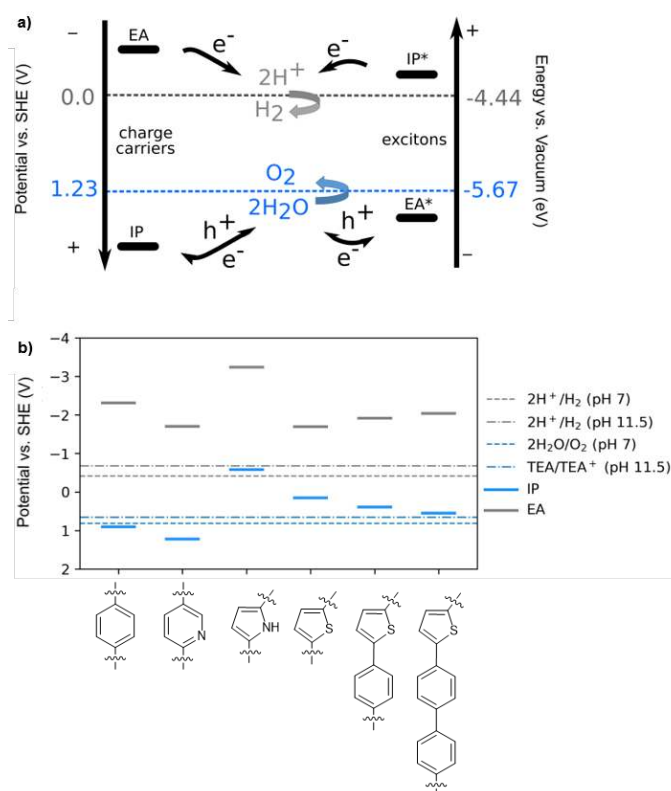 a)
−
+
EA
e⁻
e⁻
IP*
2H⁺
0.0
-4.44
H₂
Potential vs. SHE (V)
charge
carriers
excitons
Energy vs. Vacuum (eV)
O₂
1.23
-5.67
2H₂O
EA*
h⁺
h⁺
+
IP
e⁻
e⁻
−
b)
Potential vs. SHE (V)
−4
−3
−2
−1
0
1
2
2H⁺/H₂ (pH 7)
2H⁺/H₂ (pH 11.5)
2H₂O/O₂ (pH 7)
TEA/TEA⁺ (pH 11.5)
IP
EA
N
NH
S
S
S